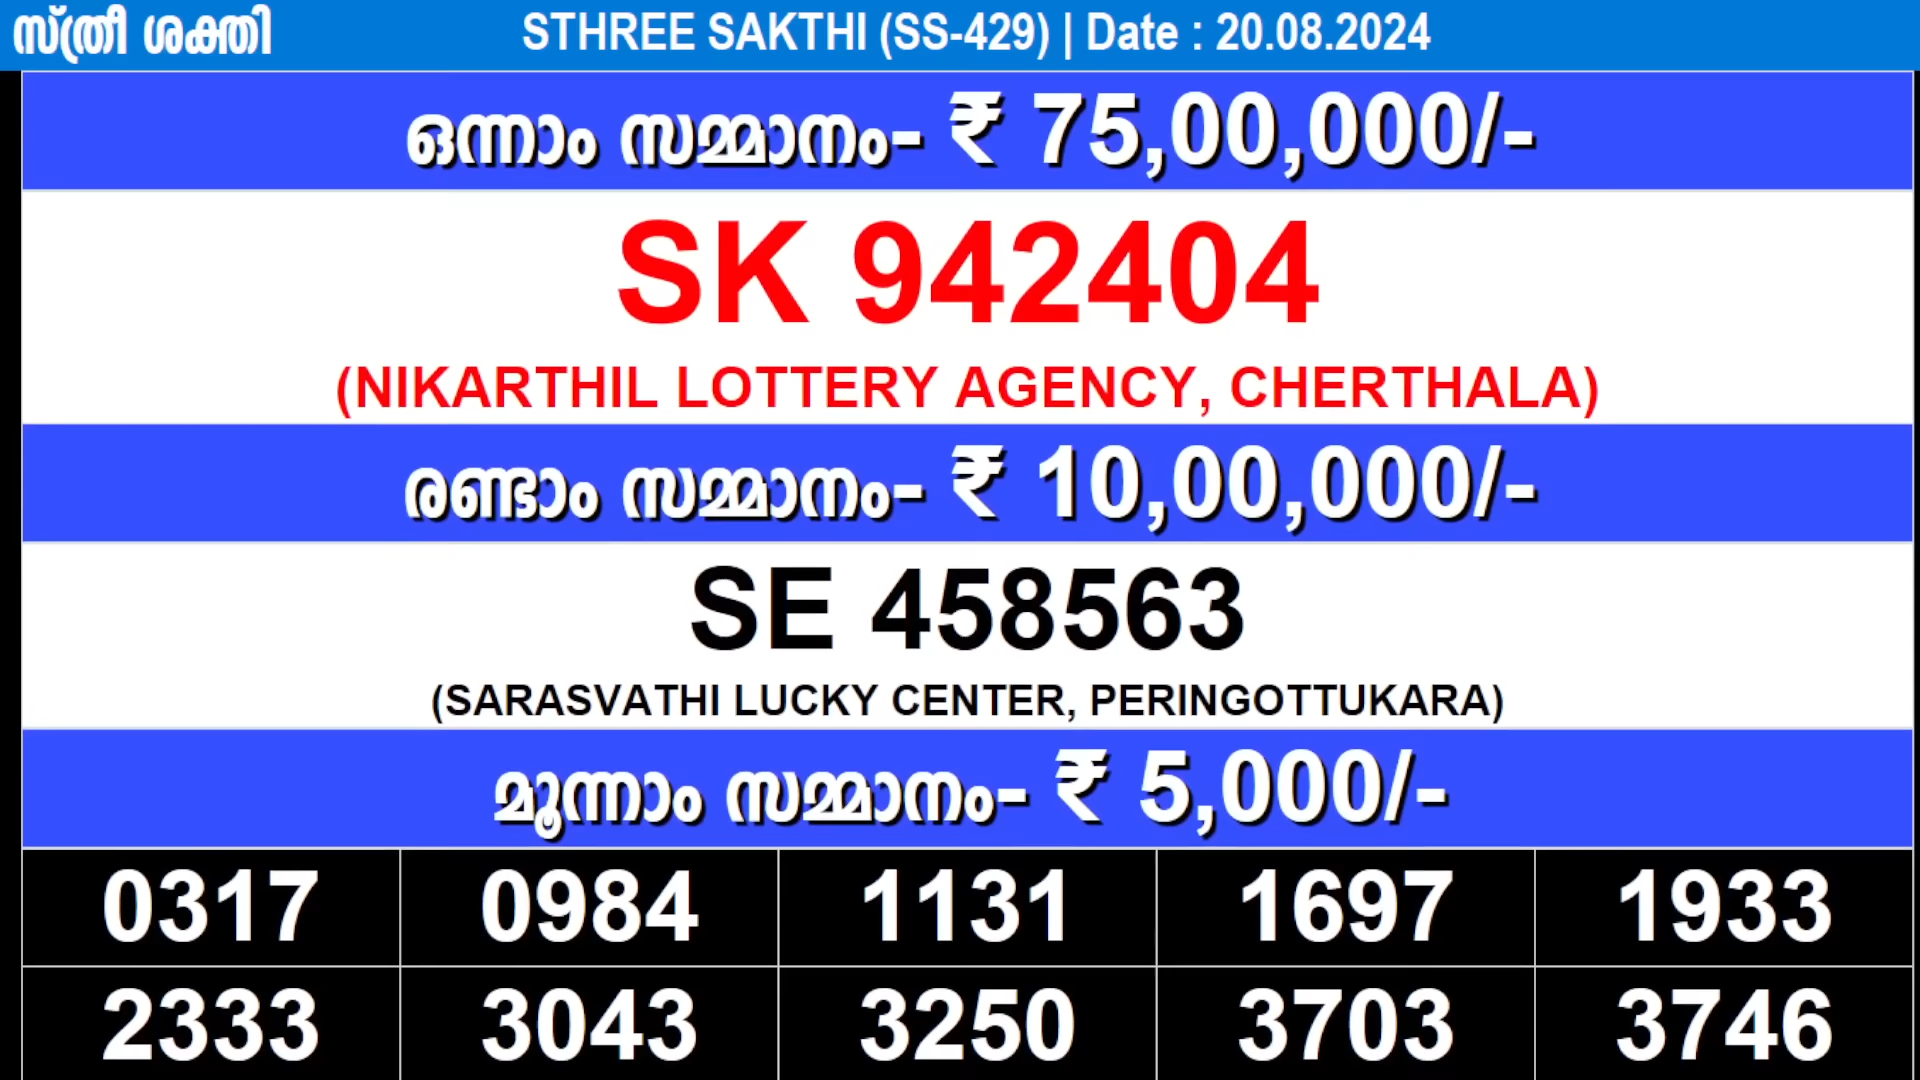 സ്ത്രീ ശക്തി STHREE SAKTHI (SS-429) | Date : 20.08.2024
ഒന്നാം സമ്മാനം- ₹ 75,00,000/-
SK 942404
(NIKARTHIL LOTTERY AGENCY, CHERTHALA)
രണ്ടാം സമ്മാനം- ₹ 10,00,000/-
SE 458563
(SARASVATHI LUCKY CENTER, PERINGOTTUKARA)
മൂന്നാം സമ്മാനം- ₹ 5,000/-
0317 0984 1131 1697 1933
2333 3043 3250 3703 3746